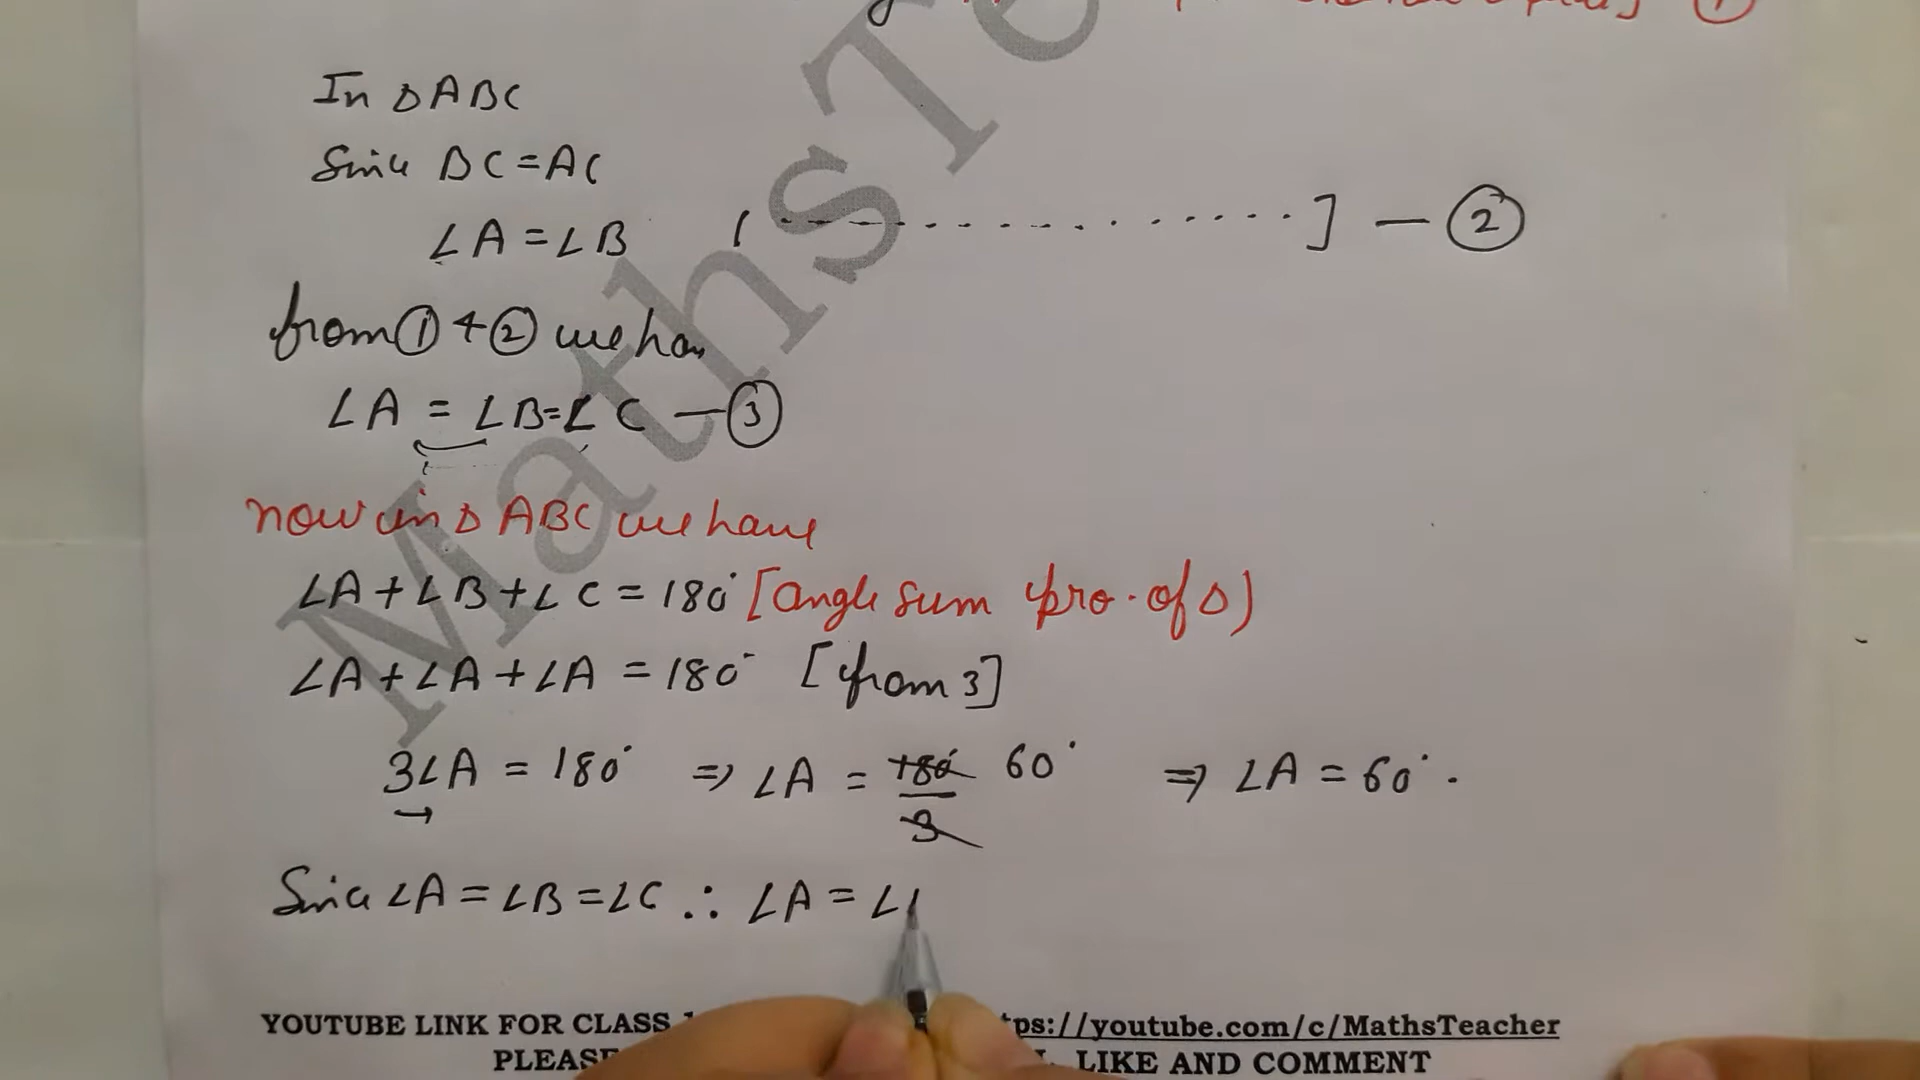 In Δ ABC
Since BC = AC
∠A = ∠B [ - - - - - - - - - - - ] — ②
from ① + ② we have
∠A = ∠B = ∠C — ③
now in Δ ABC we have
∠A + ∠B + ∠C = 180° [angle sum pro. of Δ)
∠A + ∠A + ∠A = 180° [from 3]
3∠A = 180° ⇒ ∠A = 180°/3 60° ⇒ ∠A = 60°.
Since ∠A = ∠B = ∠C ∴ ∠A = ∠
YOUTUBE LINK FOR CLASS ps://youtube.com/c/MathsTeacher
PLEAS LIKE AND COMMENT
MathsTe